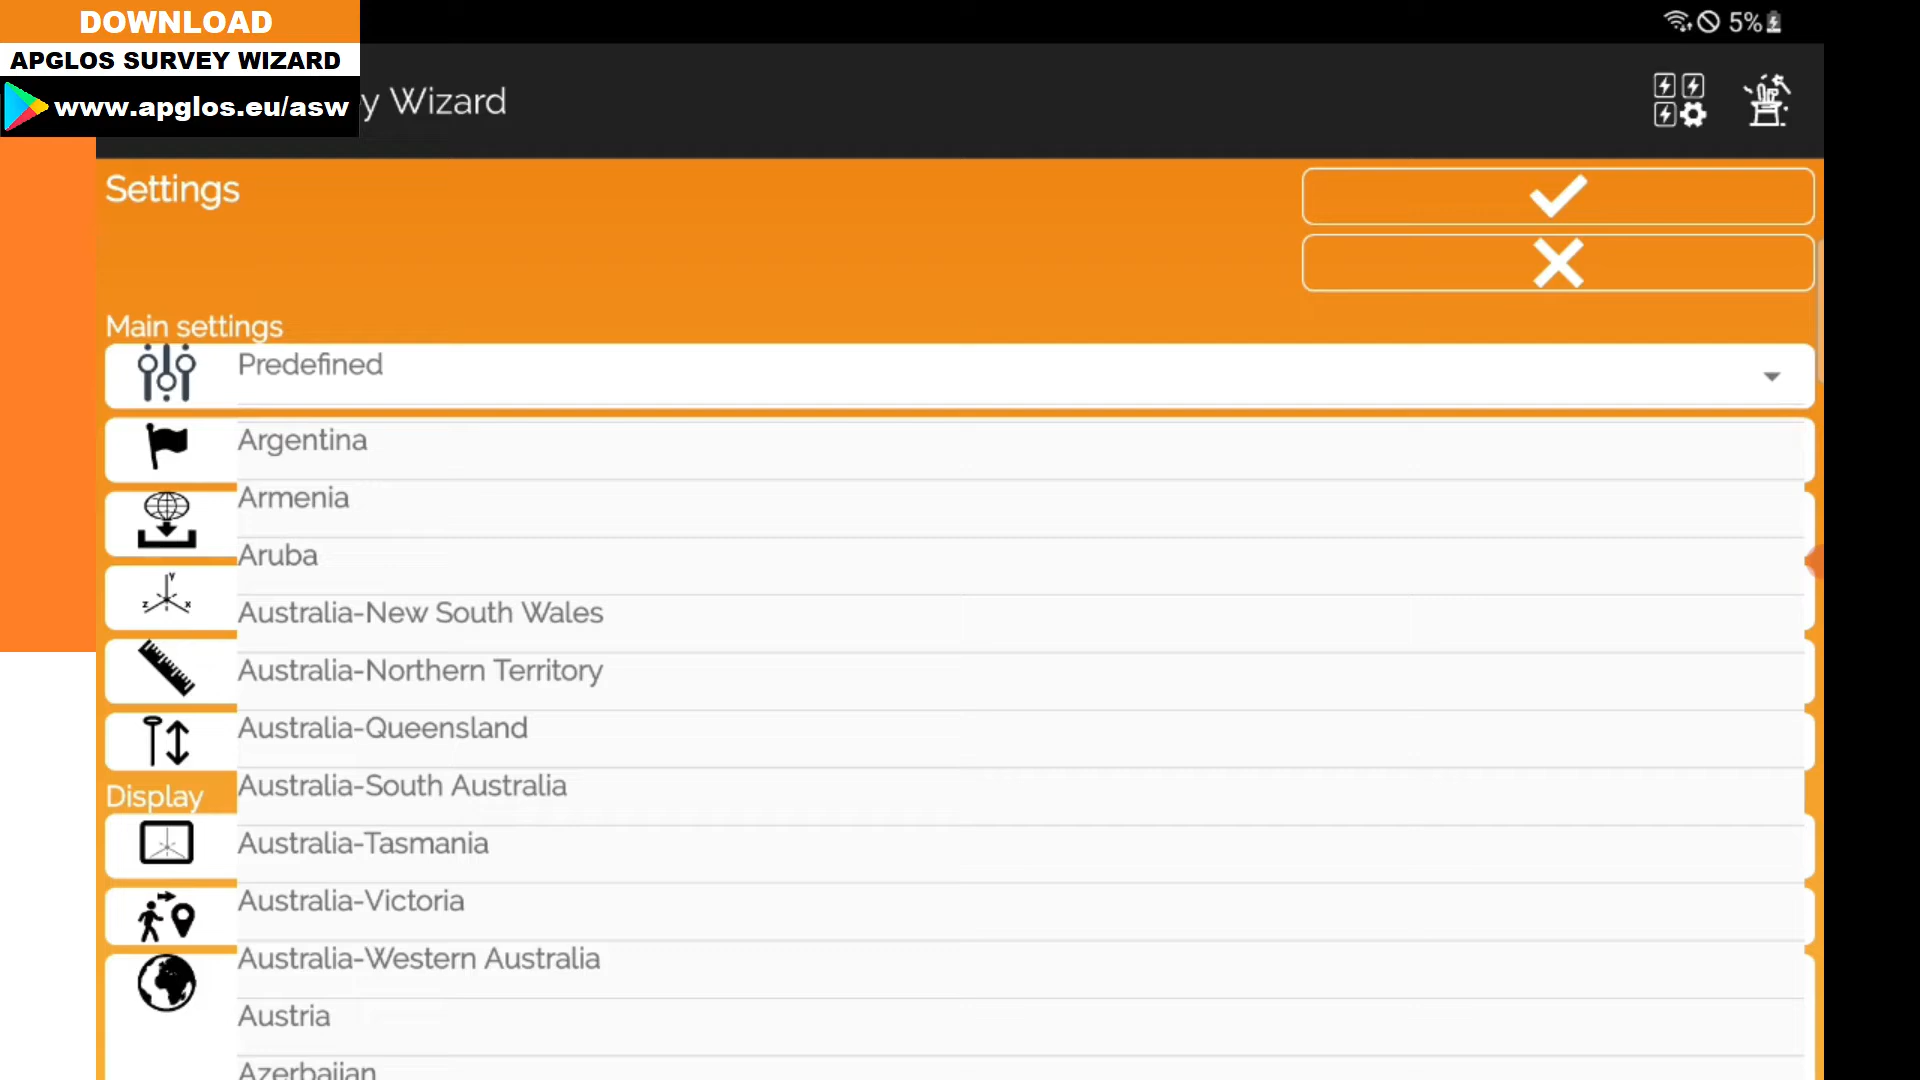 DOWNLOAD
APGLOS SURVEY WIZARD
www.apglos.eu/asw
y Wizard
5%
Settings
Main settings
Predefined
Argentina
Armenia
Aruba
Australia-New South Wales
Australia-Northern Territory
Australia-Queensland
Australia-South Australia
Display
Australia-Tasmania
Australia-Victoria
Australia-Western Australia
Austria
Azerbaijan